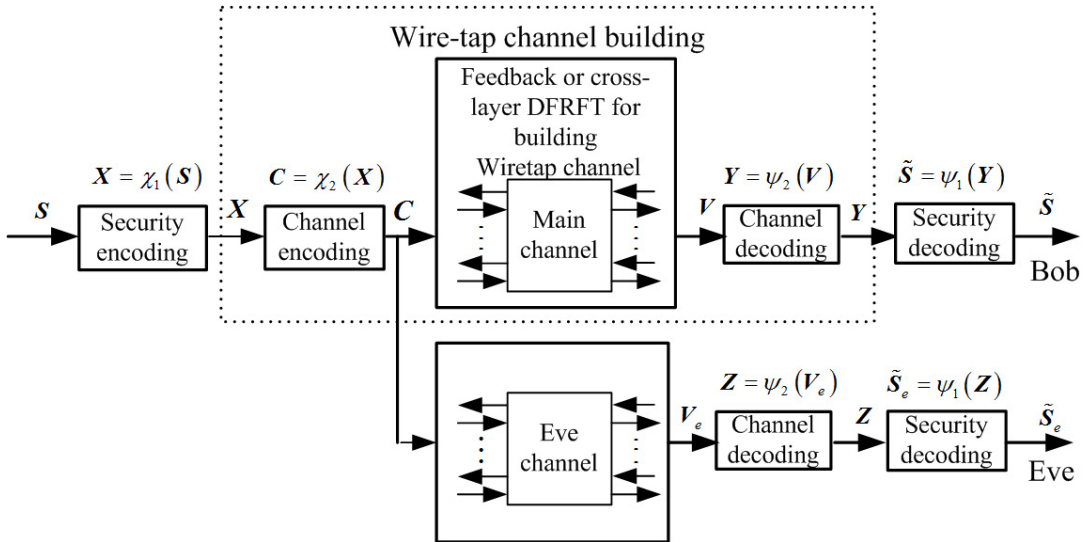 Wire-tap channel building
Feedback or cross-
layer DFRFT for
building
Wiretap channel
X = χ₁(S)
C = χ₂(X)
Y = ψ₂(V)
S̃ = ψ₁(Y)
S
Security
encoding
X
Channel
encoding
C
Main
channel
V
Channel
decoding
Y
Security
decoding
S̃
Bob
Z = ψ₂(Vₑ)
S̃ₑ = ψ₁(Z)
Eve
channel
Vₑ
Channel
decoding
Z
Security
decoding
S̃ₑ
Eve